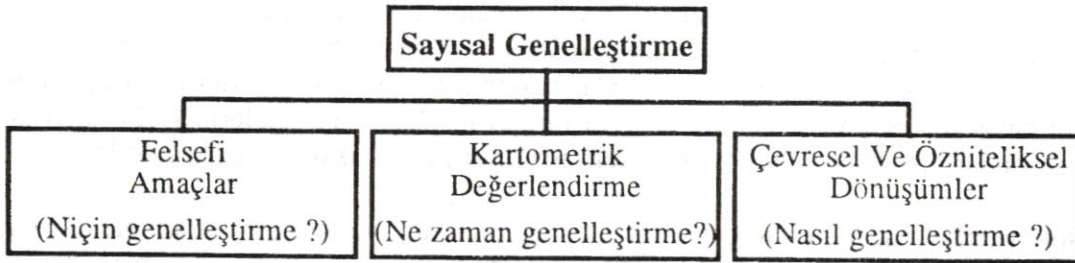 Sayısal Genelleştirme
Felsefi
Amaçlar
(Niçin genelleştirme ?)
Kartometrik
Değerlendirme
(Ne zaman genelleştirme?)
Çevresel Ve Özniteliksel
Dönüşümler
(Nasıl genelleştirme ?)